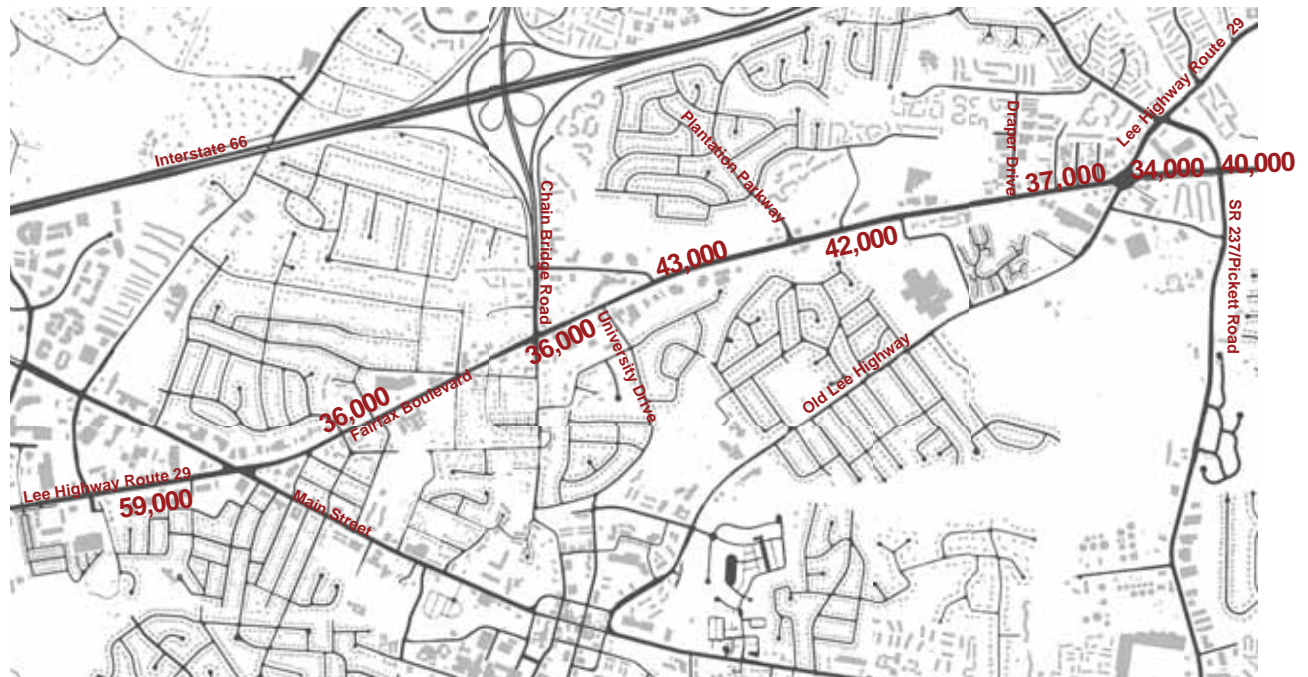 Lee Highway Route 29
Interstate 66
Plantation Parkway
Draper Drive
37,000
34,000
40,000
Chain Bridge Road
SR 237/Pickett Road
43,000
42,000
36,000
University Drive
Old Lee Highway
36,000
Fairfax Boulevard
Lee Highway Route 29
59,000
Main Street